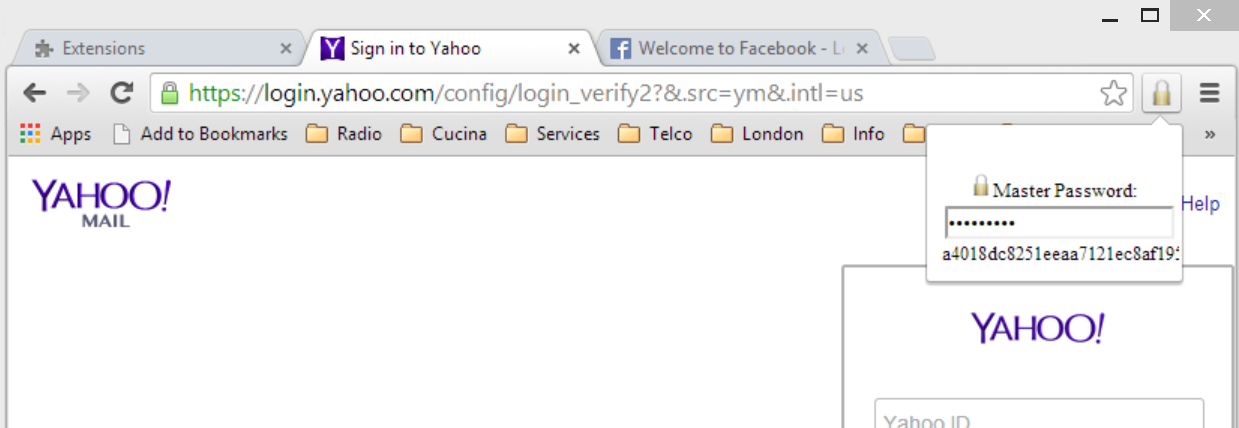 Extensions
Sign in to Yahoo
Welcome to Facebook - L
https://login.yahoo.com/config/login_verify2?&.src=ym&.intl=us
Apps
Add to Bookmarks
Radio
Cucina
Services
Telco
London
Info
»
YAHOO!
MAIL
Master Password:
•••••••••
a4018dc8251eeaa7121ec8af195
Help
YAHOO!
Yahoo ID